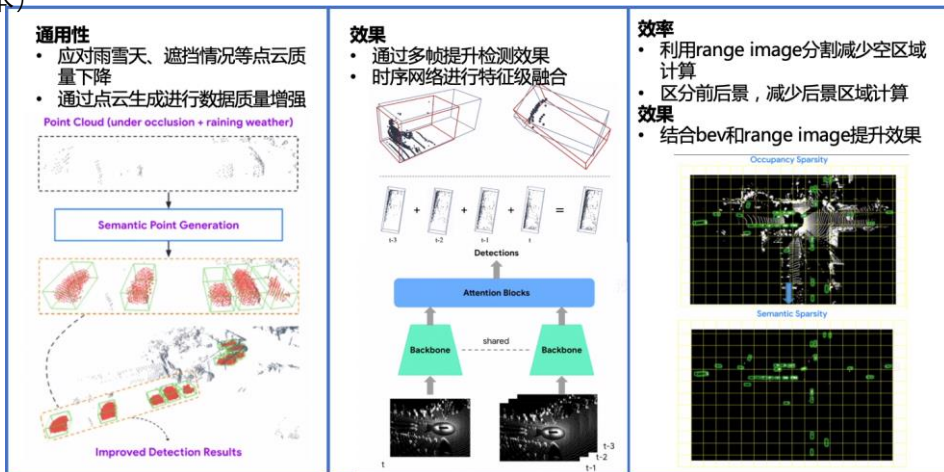 通用性
• 应对雨雪天、遮挡情况等点云质
量下降
• 通过点云生成进行数据质量增强
Point Cloud (under occlusion + raining weather)
Semantic Point Generation
Improved Detection Results
效果
• 通过多帧提升检测效果
• 时序网络进行特征级融合
+ + + =
t-3 t-2 t-1 t
Detections
Attention Blocks
Backbone shared Backbone
t
t-3
t-2
t-1
效率
• 利用range image分割减少空区域
计算
• 区分前后景，减少后景区域计算
效果
• 结合bev和range image提升效果
Occupancy Sparsity
Semantic Sparsity